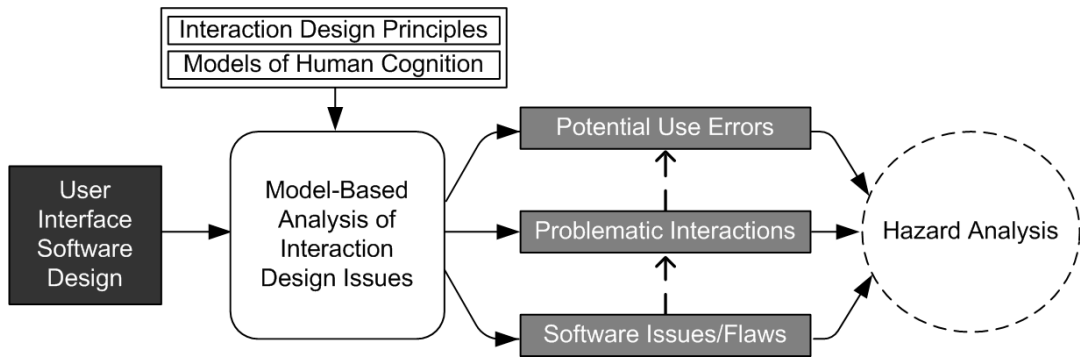 Interaction Design Principles
Models of Human Cognition
User
Interface
Software
Design
Model-Based
Analysis of
Interaction
Design Issues
Potential Use Errors
Problematic Interactions
Software Issues/Flaws
Hazard Analysis